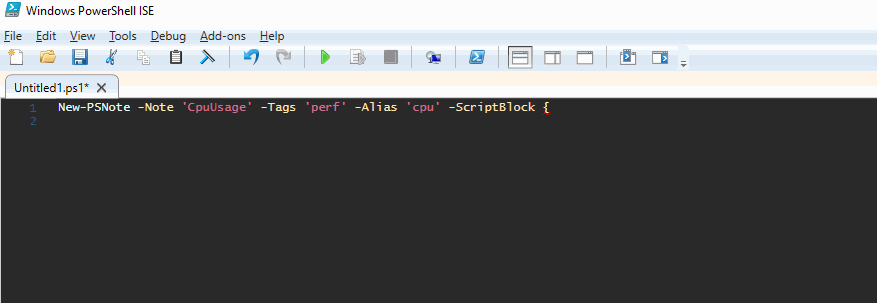 Windows PowerShell ISE
File Edit View Tools Debug Add-ons Help
Untitled1.ps1*
1 New-PSNote -Note 'CpuUsage' -Tags 'perf' -Alias 'cpu' -ScriptBlock {
2